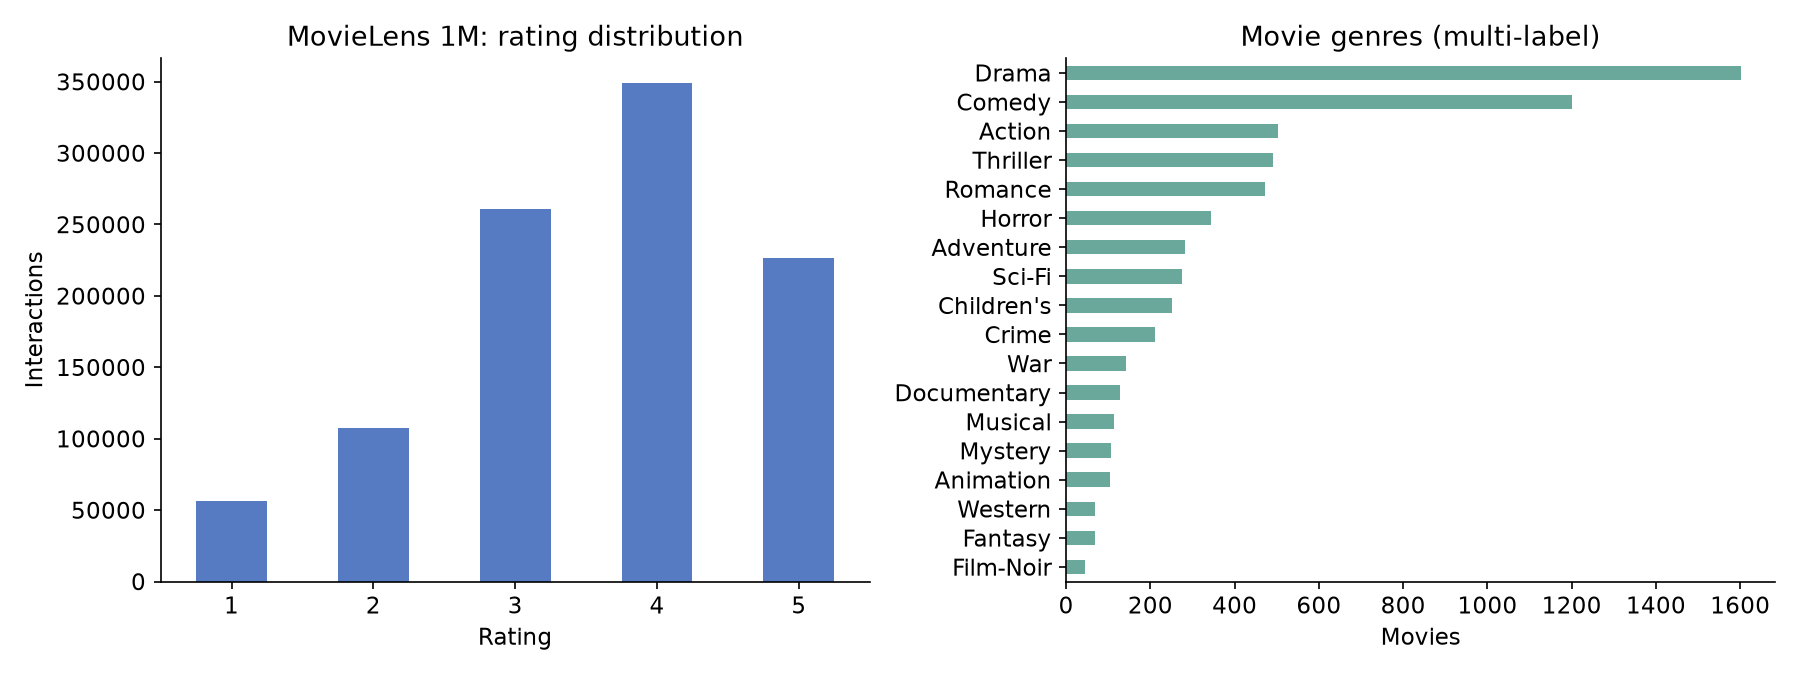 MovieLens 1M: rating distribution
350000
300000
250000
200000
150000
100000
50000
0
Interactions
1 2 3 4 5
Rating
Movie genres (multi-label)
Drama
Comedy
Action
Thriller
Romance
Horror
Adventure
Sci-Fi
Children's
Crime
War
Documentary
Musical
Mystery
Animation
Western
Fantasy
Film-Noir
0 200 400 600 800 1000 1200 1400 1600
Movies